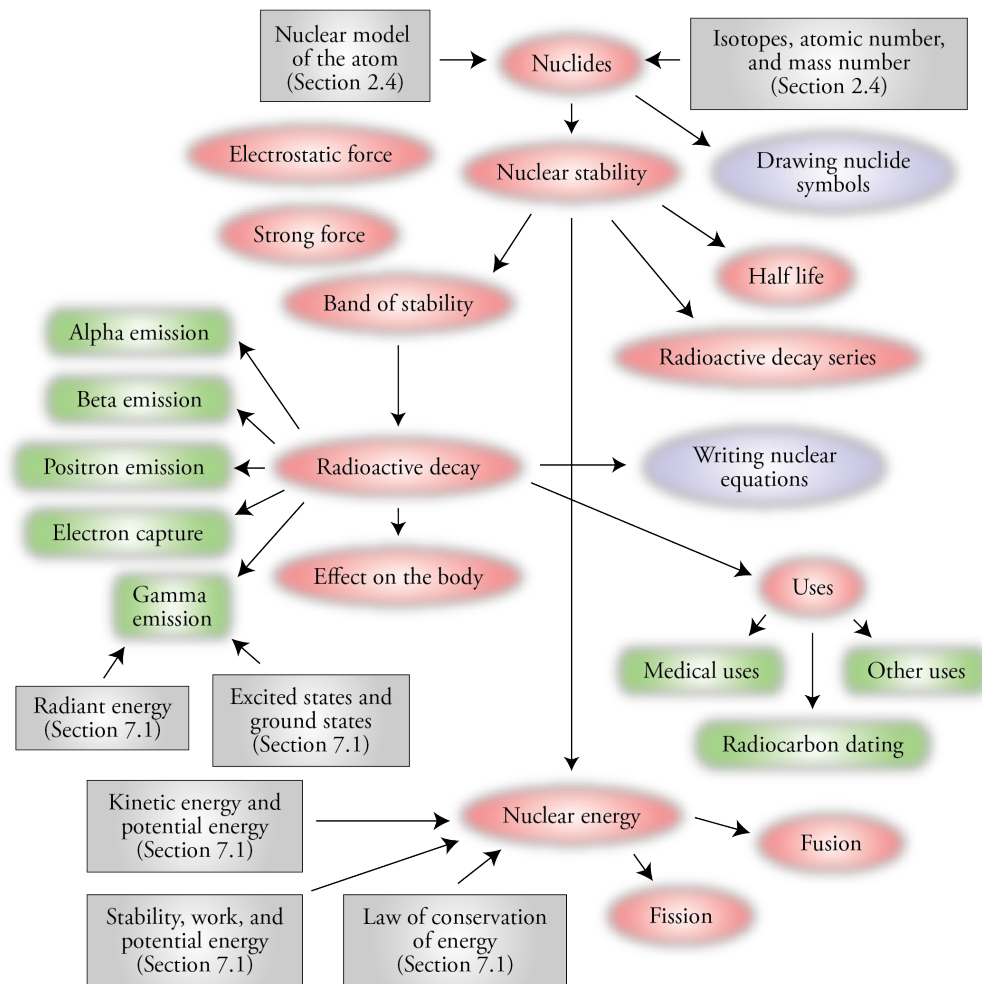 Nuclear model
of the atom
(Section 2.4)
Nuclides
Isotopes, atomic number,
and mass number
(Section 2.4)
Electrostatic force
Nuclear stability
Drawing nuclide
symbols
Strong force
Half life
Band of stability
Alpha emission
Radioactive decay series
Beta emission
Positron emission
Radioactive decay
Writing nuclear
equations
Electron capture
Effect on the body
Uses
Gamma
emission
Medical uses
Other uses
Radiant energy
(Section 7.1)
Excited states and
ground states
(Section 7.1)
Radiocarbon dating
Kinetic energy and
potential energy
(Section 7.1)
Nuclear energy
Fusion
Stability, work, and
potential energy
(Section 7.1)
Law of conservation
of energy
(Section 7.1)
Fission